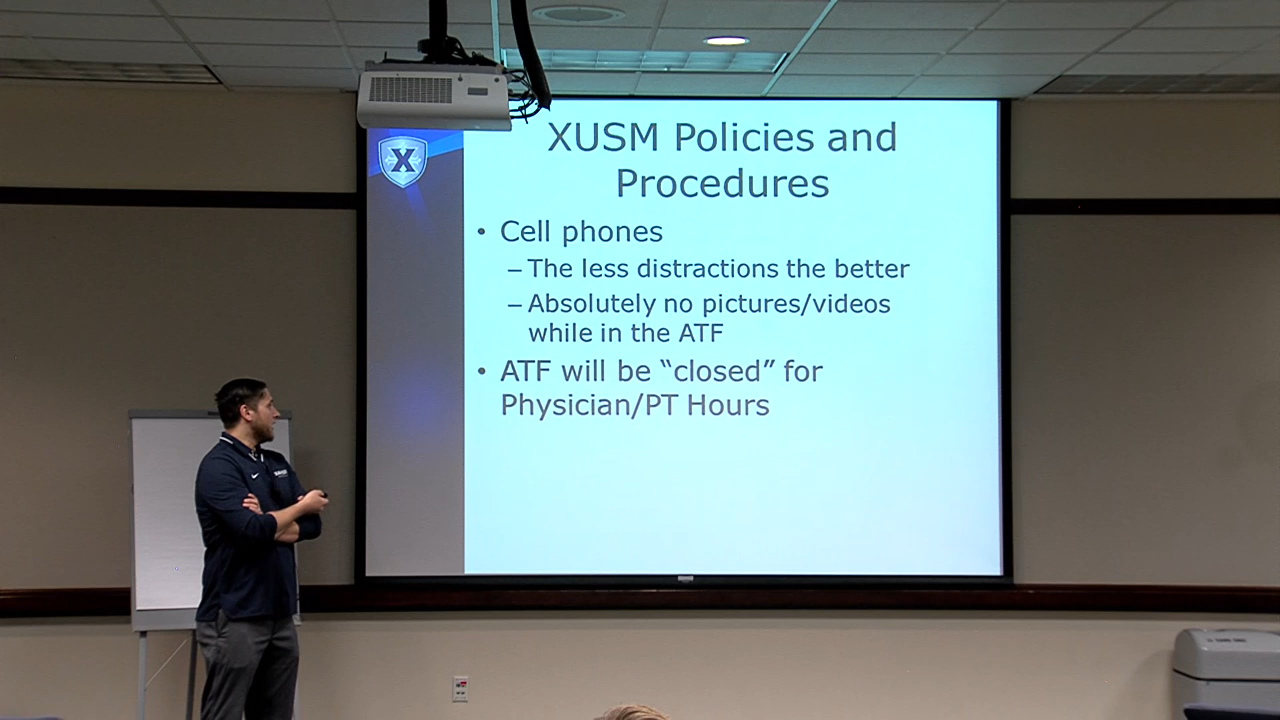 XUSM Policies and
Procedures
X
• Cell phones
– The less distractions the better
– Absolutely no pictures/videos
while in the ATF
• ATF will be “closed” for
Physician/PT Hours